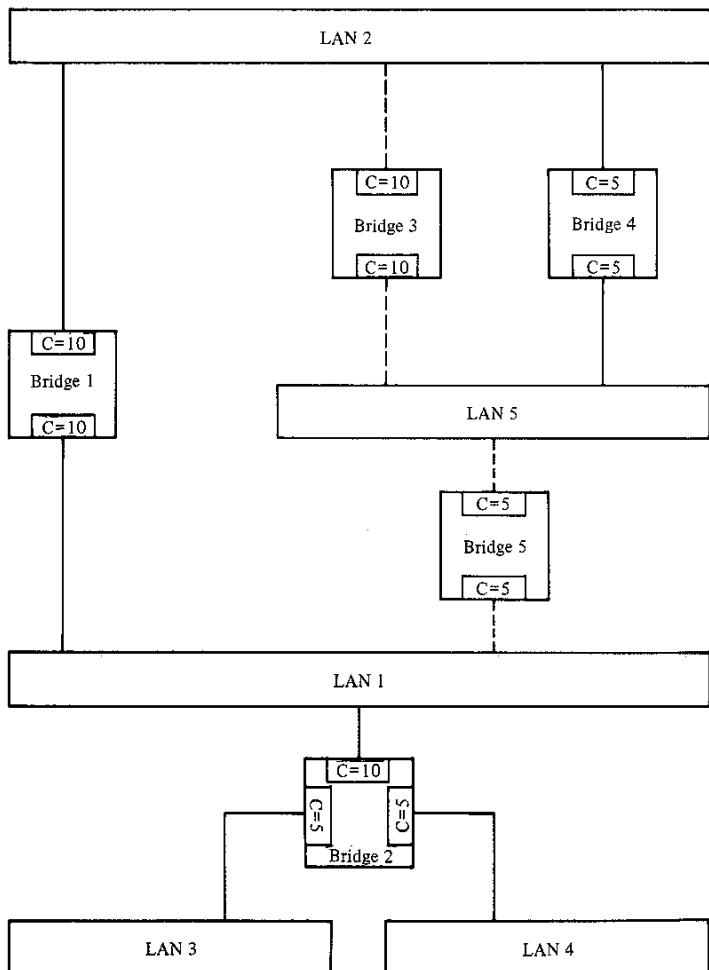 LAN 2
C=10
Bridge 3
C=10
C=5
Bridge 4
C=5
C=10
Bridge 1
C=10
LAN 5
C=5
Bridge 5
C=5
LAN 1
C=10
C=5
C=5
Bridge 2
LAN 3
LAN 4